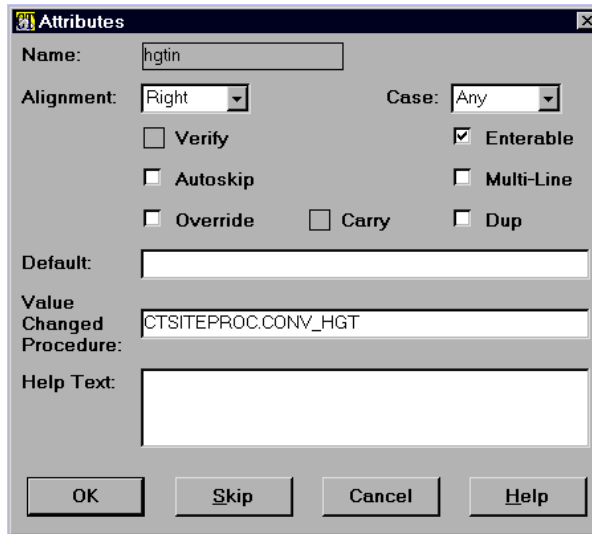 CT Attributes
Name: hgtin
Alignment: Right Case: Any
Verify Enterable
Autoskip Multi-Line
Override Carry Dup
Default:
Value
Changed
Procedure: CTSITEPROC.CONV_HGT
Help Text:
OK Skip Cancel Help